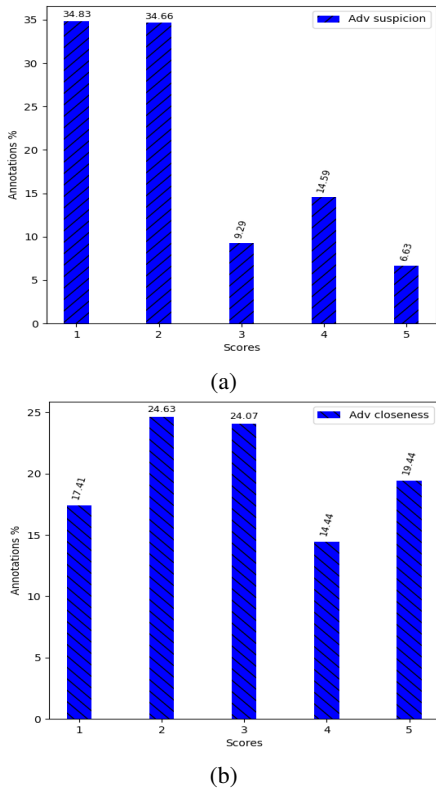 34.83
34.66
9.29
14.59
6.63
Adv suspicion
35
30
25
20
15
10
5
0
Annotations %
1 2 3 4 5
Scores
(a)
17.41
24.63
24.07
14.44
19.44
Adv closeness
25
20
15
10
5
0
Annotations %
1 2 3 4 5
Scores
(b)